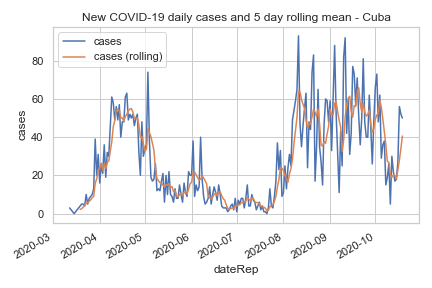 New COVID-19 daily cases and 5 day rolling mean - Cuba
cases
cases (rolling)
80
60
40
20
0
cases
2020-03
2020-04
2020-05
2020-06
2020-07
2020-08
2020-09
2020-10
dateRep